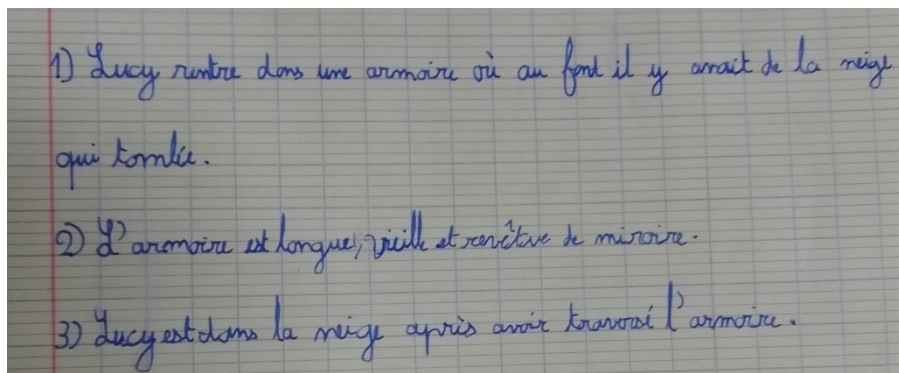 1) Lucy rentre dans une armoire où au fond il y avait de la neige
qui tombée.
2) L'armoire est longue, vieille et revêtue de miroire.
3) Lucy est dans la neige après avoir traversé l'armoire.